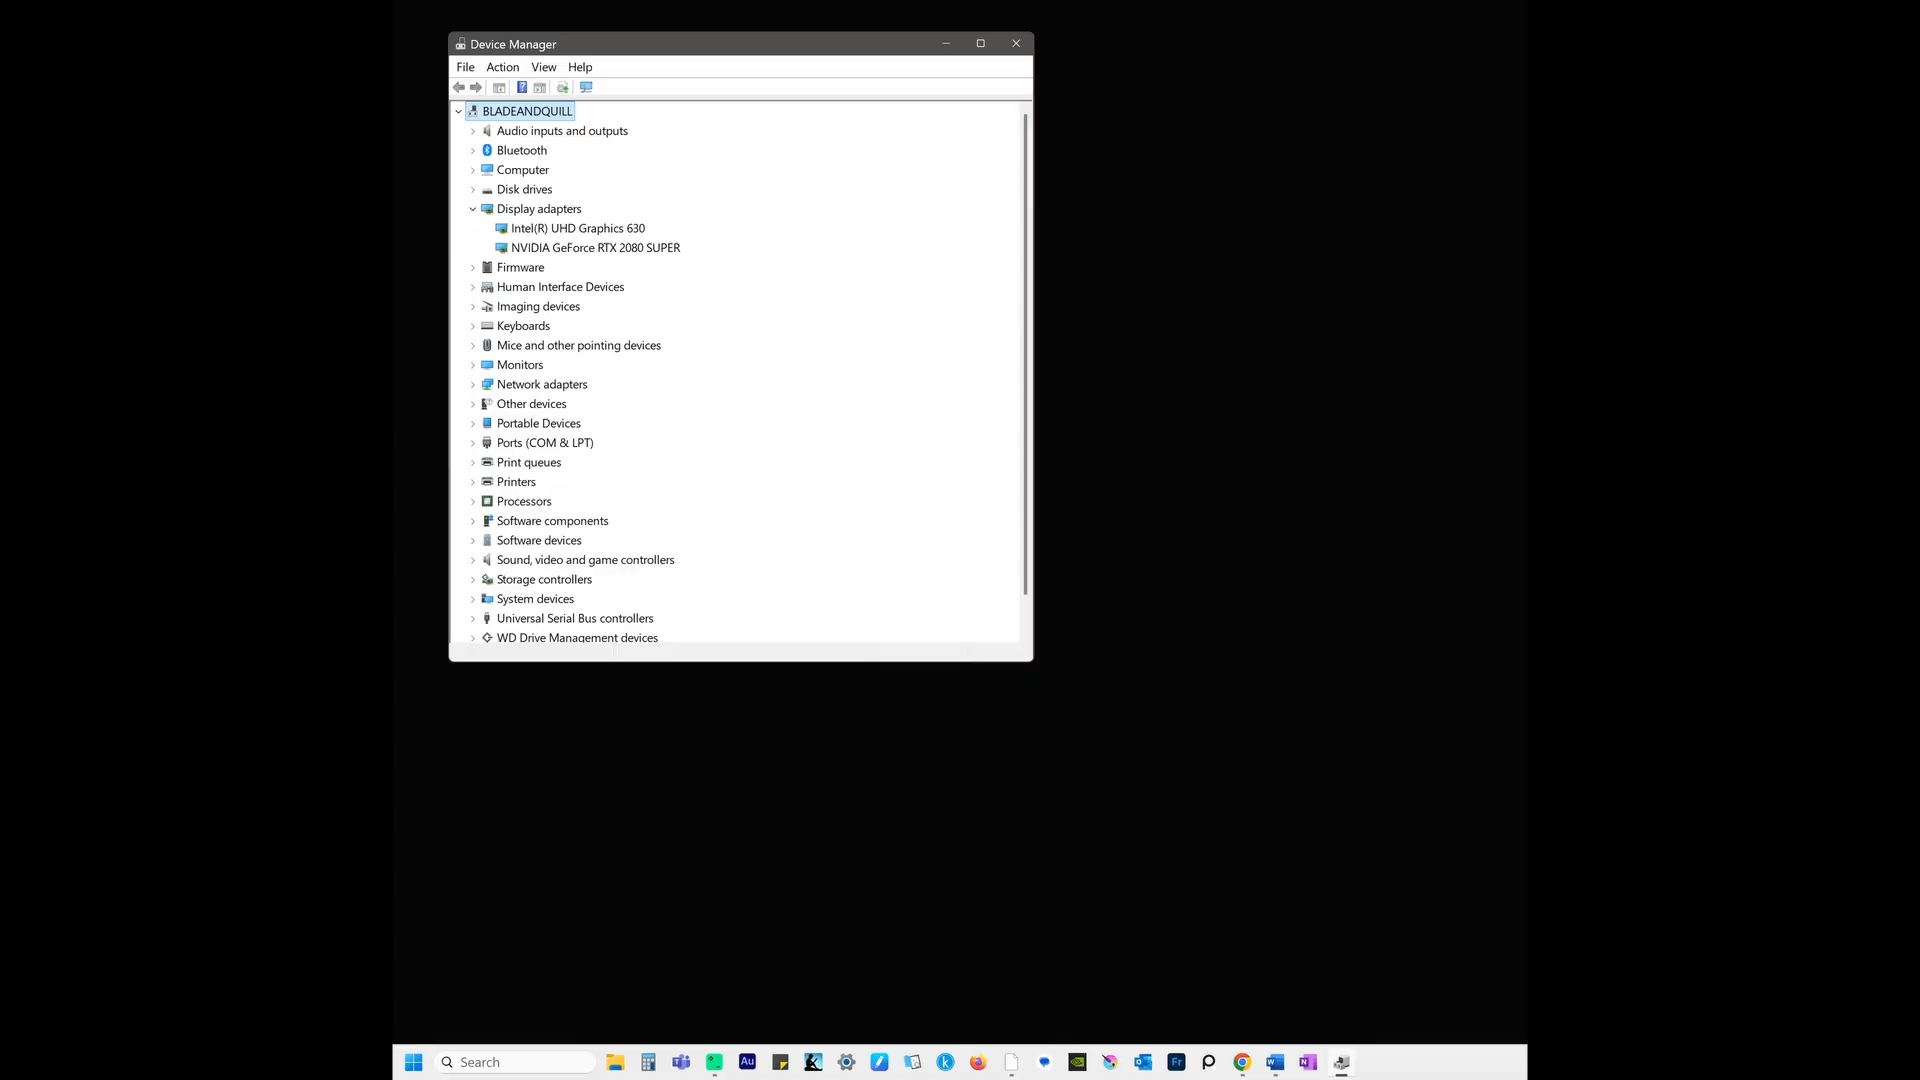 Device Manager
File Action View Help
BLADEANDQUILL
Audio inputs and outputs
Bluetooth
Computer
Disk drives
Display adapters
Intel(R) UHD Graphics 630
NVIDIA GeForce RTX 2080 SUPER
Firmware
Human Interface Devices
Imaging devices
Keyboards
Mice and other pointing devices
Monitors
Network adapters
Other devices
Portable Devices
Ports (COM & LPT)
Print queues
Printers
Processors
Software components
Software devices
Sound, video and game controllers
Storage controllers
System devices
Universal Serial Bus controllers
WD Drive Management devices
Search Au Fr